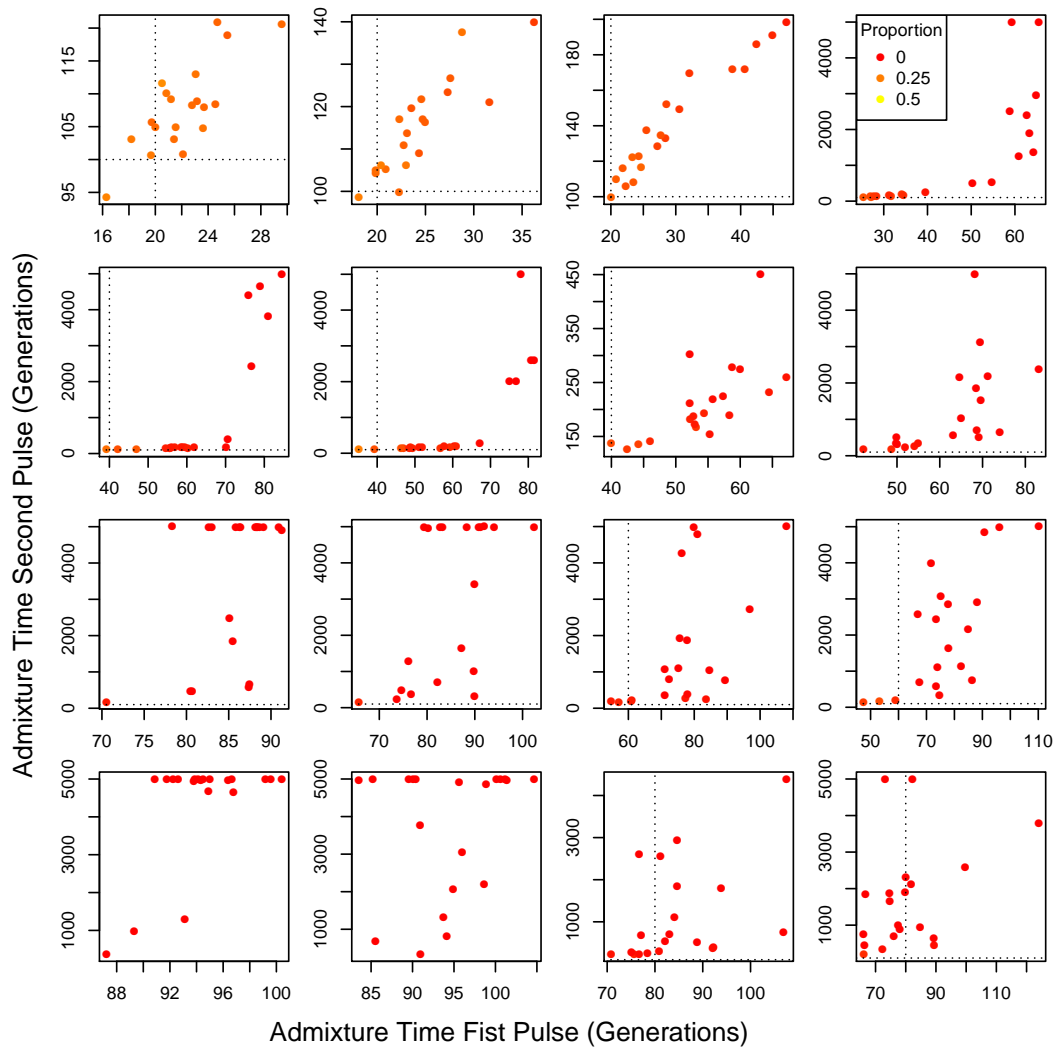 95 105 115
16 20 24 28
100 120 140
20 25 30 35
100 140 180
20 30 40
0 2000 4000
30 40 50 60
Proportion
0
0.25
0.5
0 2000 4000
40 50 60 70 80
0 2000 4000
40 50 60 70 80
150 250 350 450
40 50 60
0 2000 4000
50 60 70 80
0 2000 4000
70 75 80 85 90
0 2000 4000
70 80 90 100
0 2000 4000
60 80 100
0 2000 4000
50 70 90 110
1000 3000 5000
88 92 96 100
1000 3000 5000
85 90 95 100
1000 3000
70 80 90 100
1000 3000 5000
70 90 110
Admixture Time Second Pulse (Generations)
Admixture Time Fist Pulse (Generations)